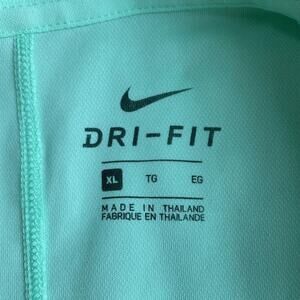 DRI-FIT
XL TG EG
MADE IN THAILAND
FABRIQUE EN THAILANDE